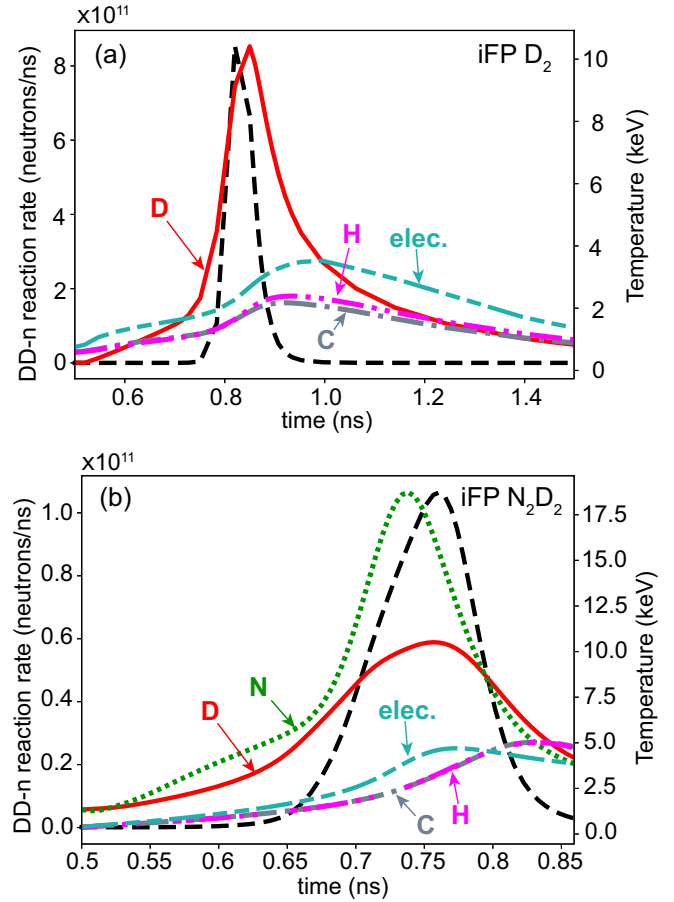 x10¹¹
(a)
iFP D₂
DD-n reaction rate (neutrons/ns)
8
6
4
2
0
D
H
elec.
C
10
8
6
4
2
0
Temperature (keV)
0.6 0.8 1.0 1.2 1.4
time (ns)
x10¹¹
(b)
iFP N₂D₂
DD-n reaction rate (neutrons/ns)
1.0
0.8
0.6
0.4
0.2
0.0
N
D
elec.
C
H
17.5
15.0
12.5
10.0
7.5
5.0
2.5
0.0
Temperature (keV)
0.5 0.55 0.6 0.65 0.7 0.75 0.8 0.85
time (ns)